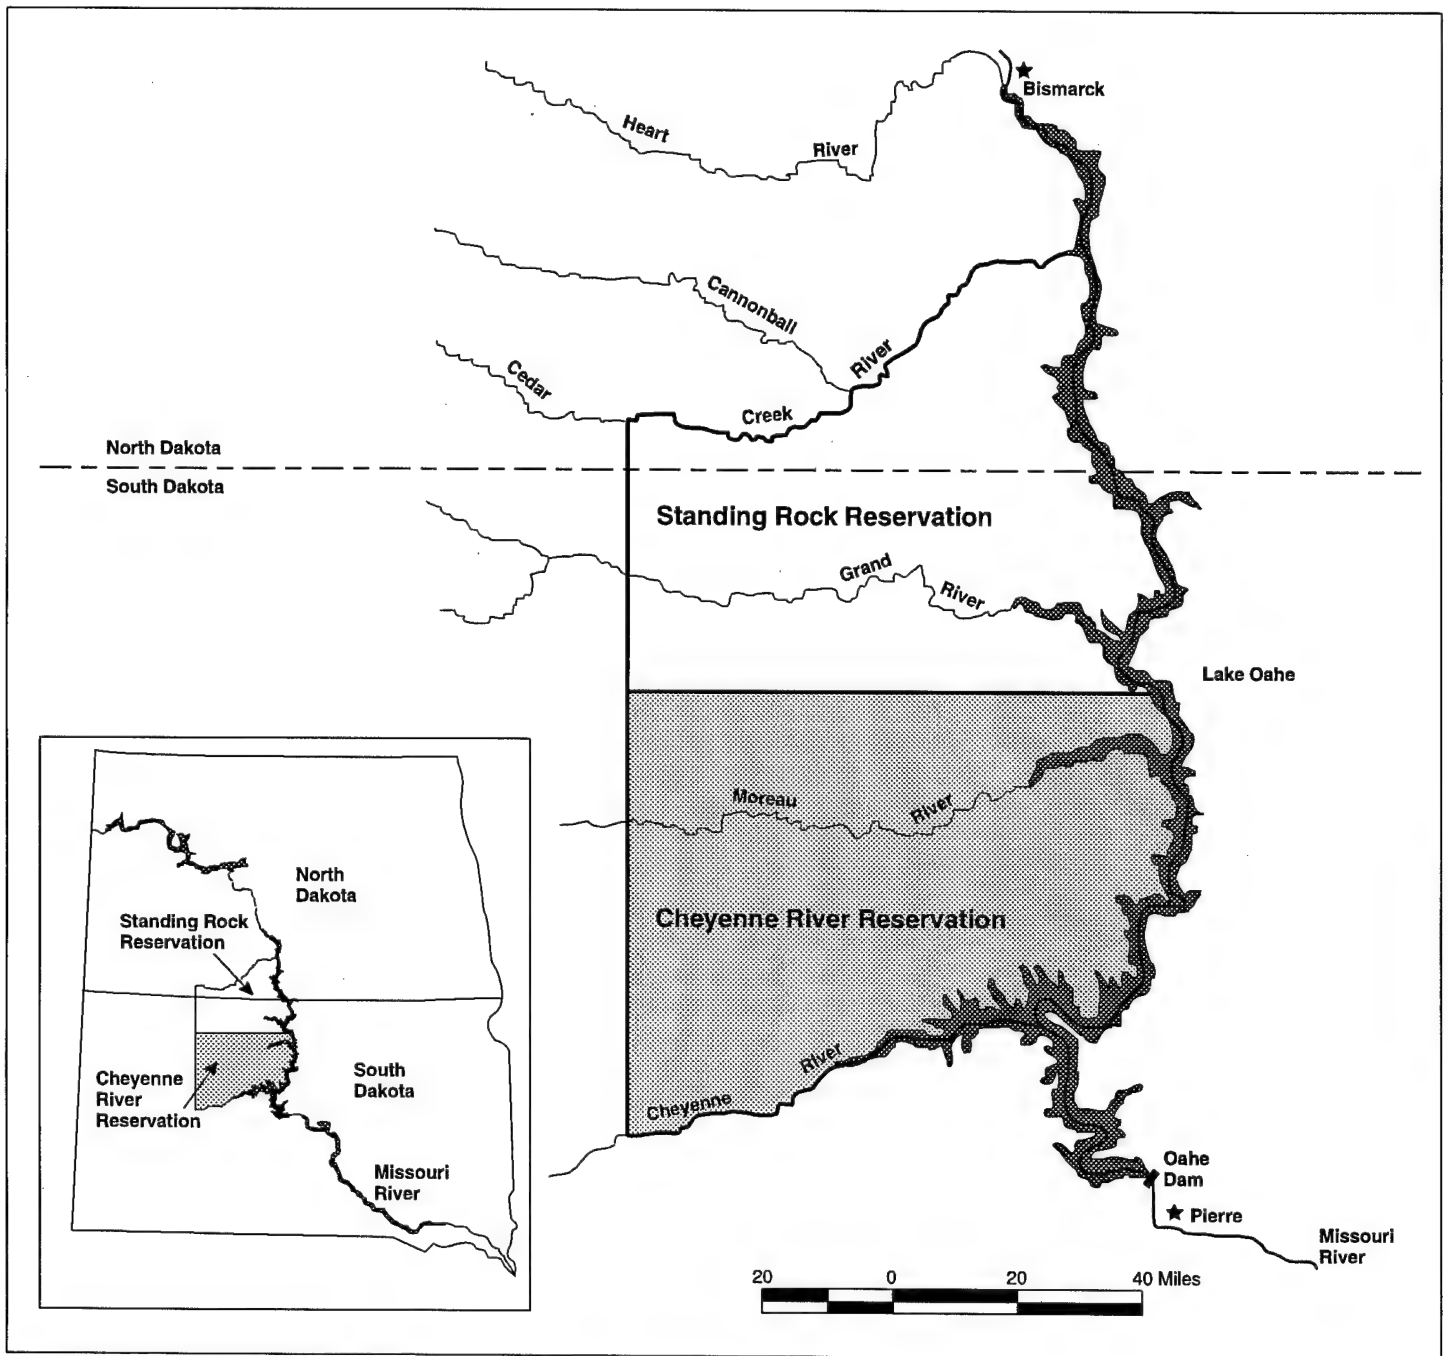 Bismarck
Heart
River
Cannonball
River
Cedar
Creek
North Dakota
South Dakota
Standing Rock Reservation
Grand
River
Lake Oahe
Moreau
River
Cheyenne River Reservation
River
Cheyenne
North
Dakota
Standing Rock
Reservation
South
Dakota
Cheyenne
River
Reservation
Missouri
River
Oahe
Dam
Pierre
Missouri
River
20 0 20 40 Miles